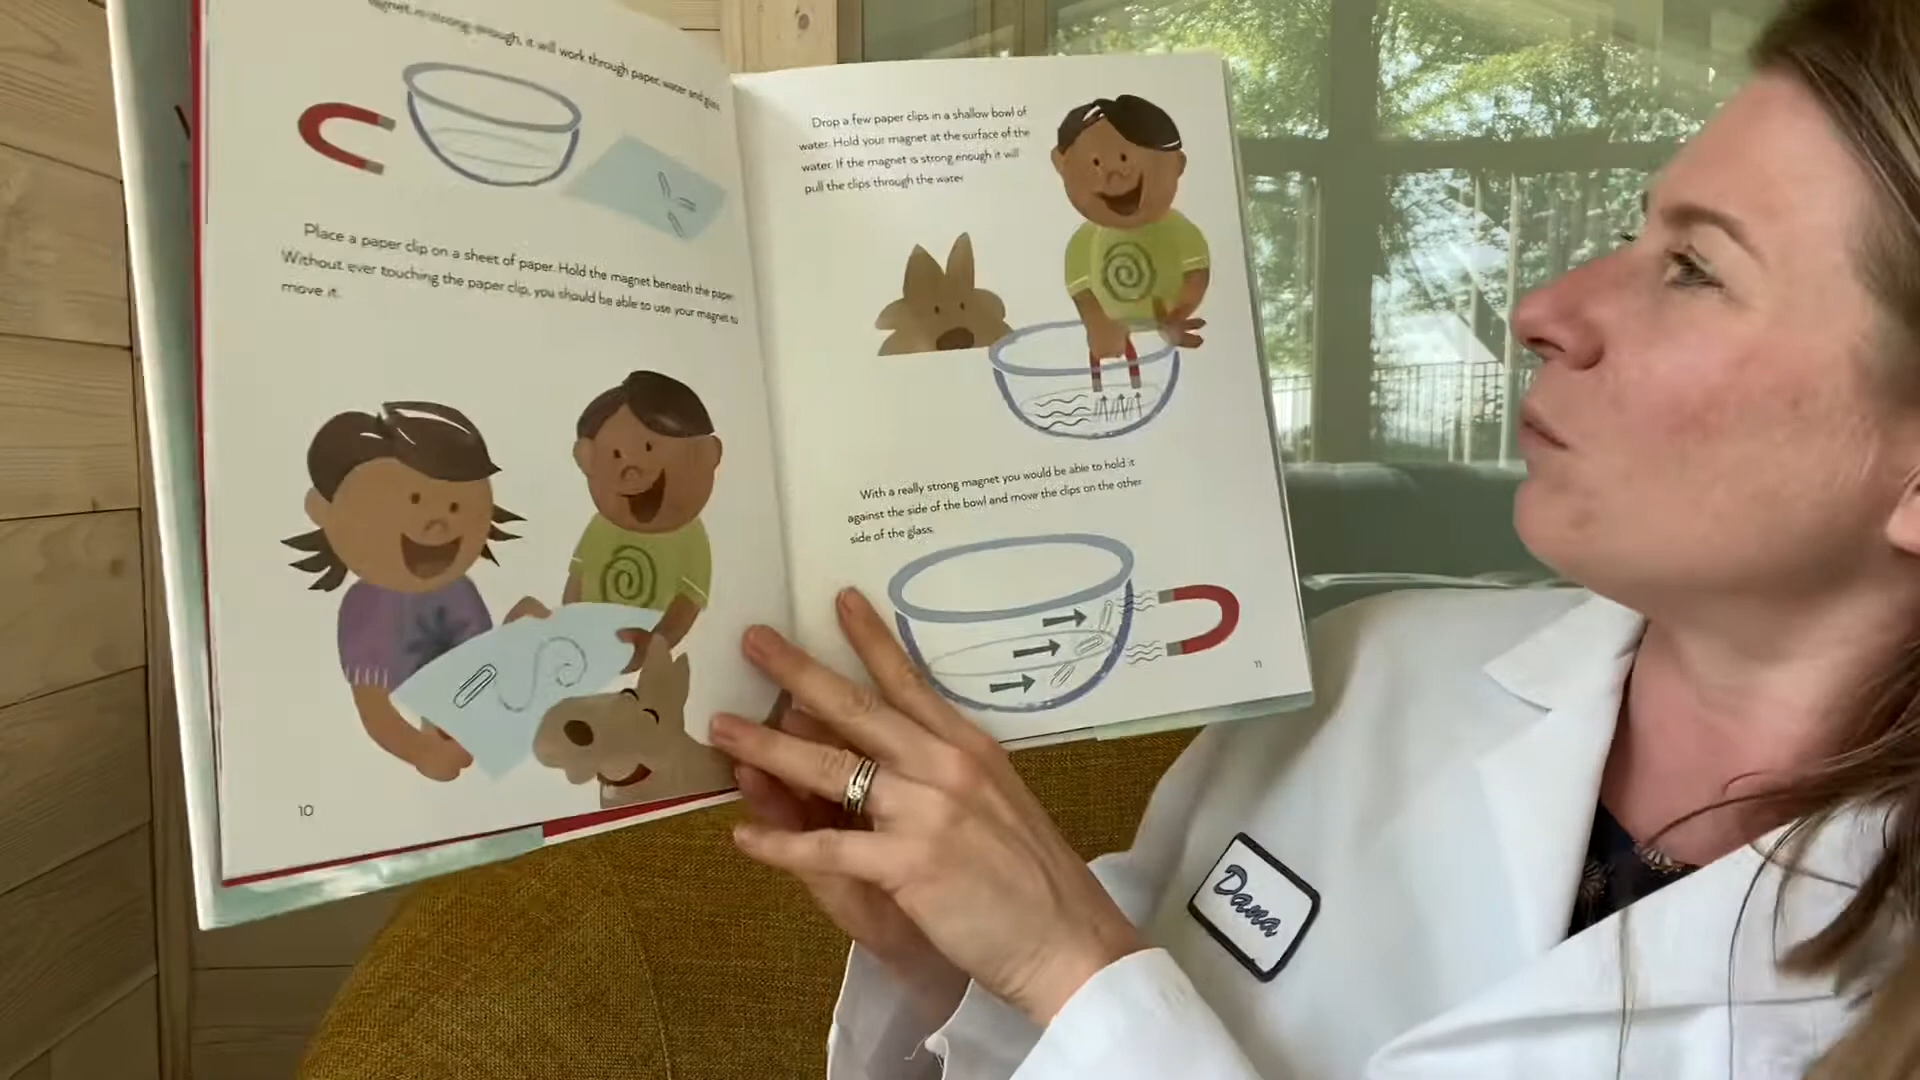 magnet is strong enough, it will work through paper, water and glass.
Place a paper clip on a sheet of paper. Hold the magnet beneath the paper.
Without ever touching the paper clip, you should be able to use your magnet to
move it.
10
Drop a few paper clips in a shallow bowl of
water. Hold your magnet at the surface of the
water. If the magnet is strong enough it will
pull the clips through the water.
With a really strong magnet you would be able to hold it
against the side of the bowl and move the clips on the other
side of the glass.
11
Dana